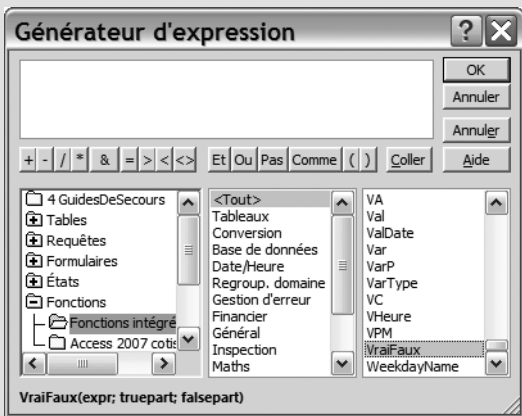 Générateur d'expression
OK
Annuler
Annuler
+ - / * & = > < <> Et Ou Pas Comme ( ) Coller Aide
4 GuidesDeSecours
Tables
Requêtes
Formulaires
États
Fonctions
Fonctions intégré
Access 2007 cotis
<Tout>
Tableaux
Conversion
Base de données
Date/Heure
Regroup. domaine
Gestion d'erreur
Financier
Général
Inspection
Maths
VA
Val
ValDate
Var
VarP
VarType
VC
VHeure
VPM
VraiFaux
WeekdayName
VraiFaux(expr; truepart; falsepart)